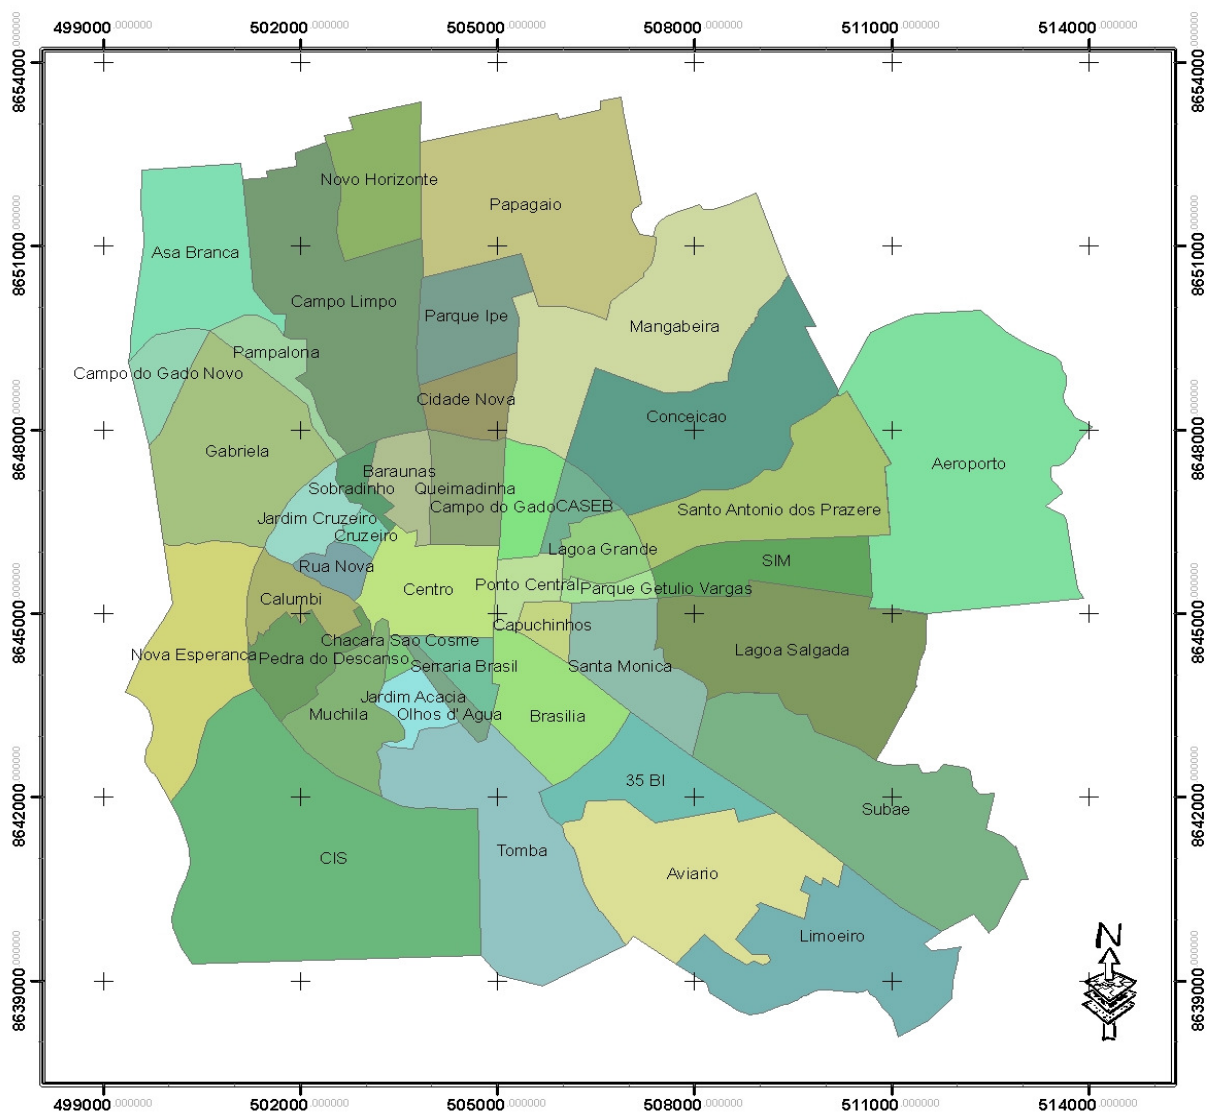 499000.000000 502000.000000 505000.000000 508000.000000 511000.000000 514000.000000
8654000.000000 8654000.000000
Novo Horizonte
Papagaio
Asa Branca
8651000.000000 8651000.000000
Campo Limpo
Parque Ipe
Mangabeira
Pampalona
Campo do Gado Novo
Cidade Nova
Conceicao
8648000.000000 8648000.000000
Gabriela
Aeroporto
Baraunas
Sobradinho
Queimadinha
Campo do Gado
CASEB
Santo Antonio dos Prazere
Jardim Cruzeiro
Cruzeiro
Lagoa Grande
SIM
Rua Nova
Centro
Ponto Central
Parque Getulio Vargas
Calumbi
8645000.000000 8645000.000000
Capuchinhos
Chacara Sao Cosme
Lagoa Salgada
Nova Esperanca
Pedra do Descanso
Serraria Brasil
Santa Monica
Jardim Acacia
Muchila
Olhos d' Agua
Brasilia
35 BI
8642000.000000 8642000.000000
Subae
CIS
Tomba
Aviario
Limoeiro
N
8639000.000000 8639000.000000
499000.000000 502000.000000 505000.000000 508000.000000 511000.000000 514000.000000